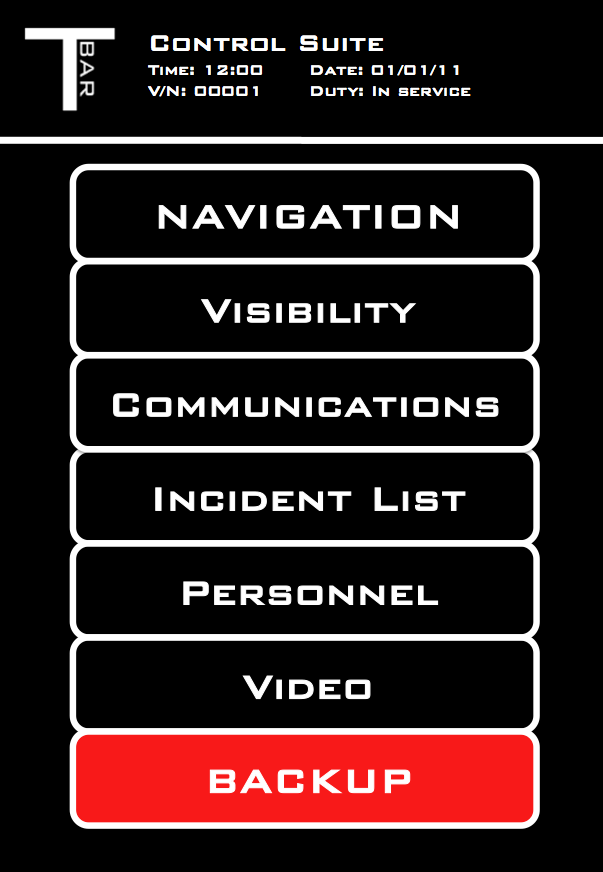 T BAR
Control Suite
Time: 12:00 Date: 01/01/11
V/N: 00001 Duty: In service
NAVIGATION
Visibility
Communications
Incident List
Personnel
Video
BACKUP